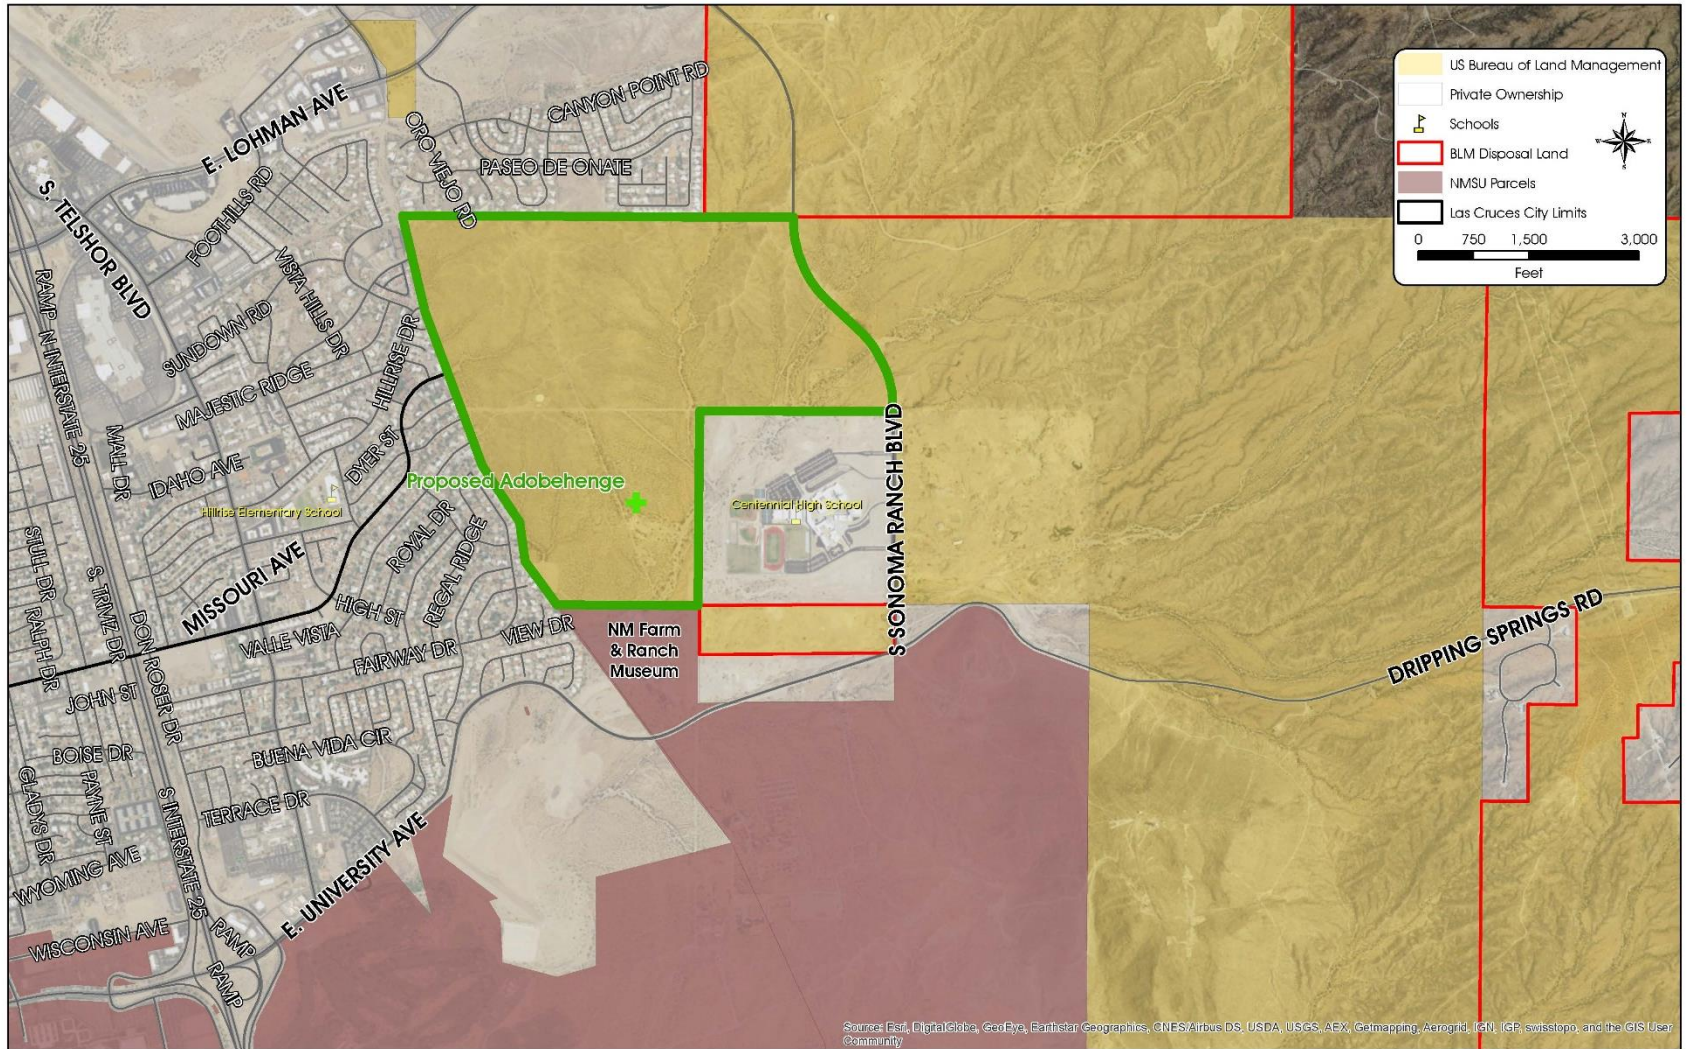 US Bureau of Land Management
Private Ownership
Schools
BLM Disposal Land
NMSU Parcels
Las Cruces City Limits
N
W
E
S
0 750 1,500 3,000
Feet
CANYON POINT RD
E. LOHMAN AVE
ORO VIEJO RD
PASEO DE ONATE
FOOTHILLS RD
S. TELSHOR BLVD
VISTA HILLS DR
RAMP N INTERSTATE 25
SUNDOWN RD
HILLRISE DR
MAJESTIC RIDGE
MALL DR
DYER ST
IDAHO AVE
Proposed Adobehenge
Hillrise Elementary School
Centennial High School
S SONOMA RANCH BLVD
ROYAL DR
REGAL RIDGE
STULL DR
MISSOURI AVE
S. TRIVIZ DR
HIGH ST
RALPH DR
DON ROSER DR
VALLE VISTA
VIEW DR
FAIRWAY DR
NM Farm
& Ranch
Museum
DRIPPING SPRINGS RD
JOHN ST
BOISE DR
BUENA VIDA CIR
GLADYS DR
PAYNE ST
S INTERSTATE 25
TERRACE DR
E. UNIVERSITY AVE
WYOMING AVE
WISCONSIN AVE
RAMP
RAMP
Source: Esri, DigitalGlobe, GeoEye, Earthstar Geographics, CNES/Airbus DS, USDA, USGS, AEX, Getmapping, Aerogrid, IGN, IGP, swisstopo, and the GIS User
Community